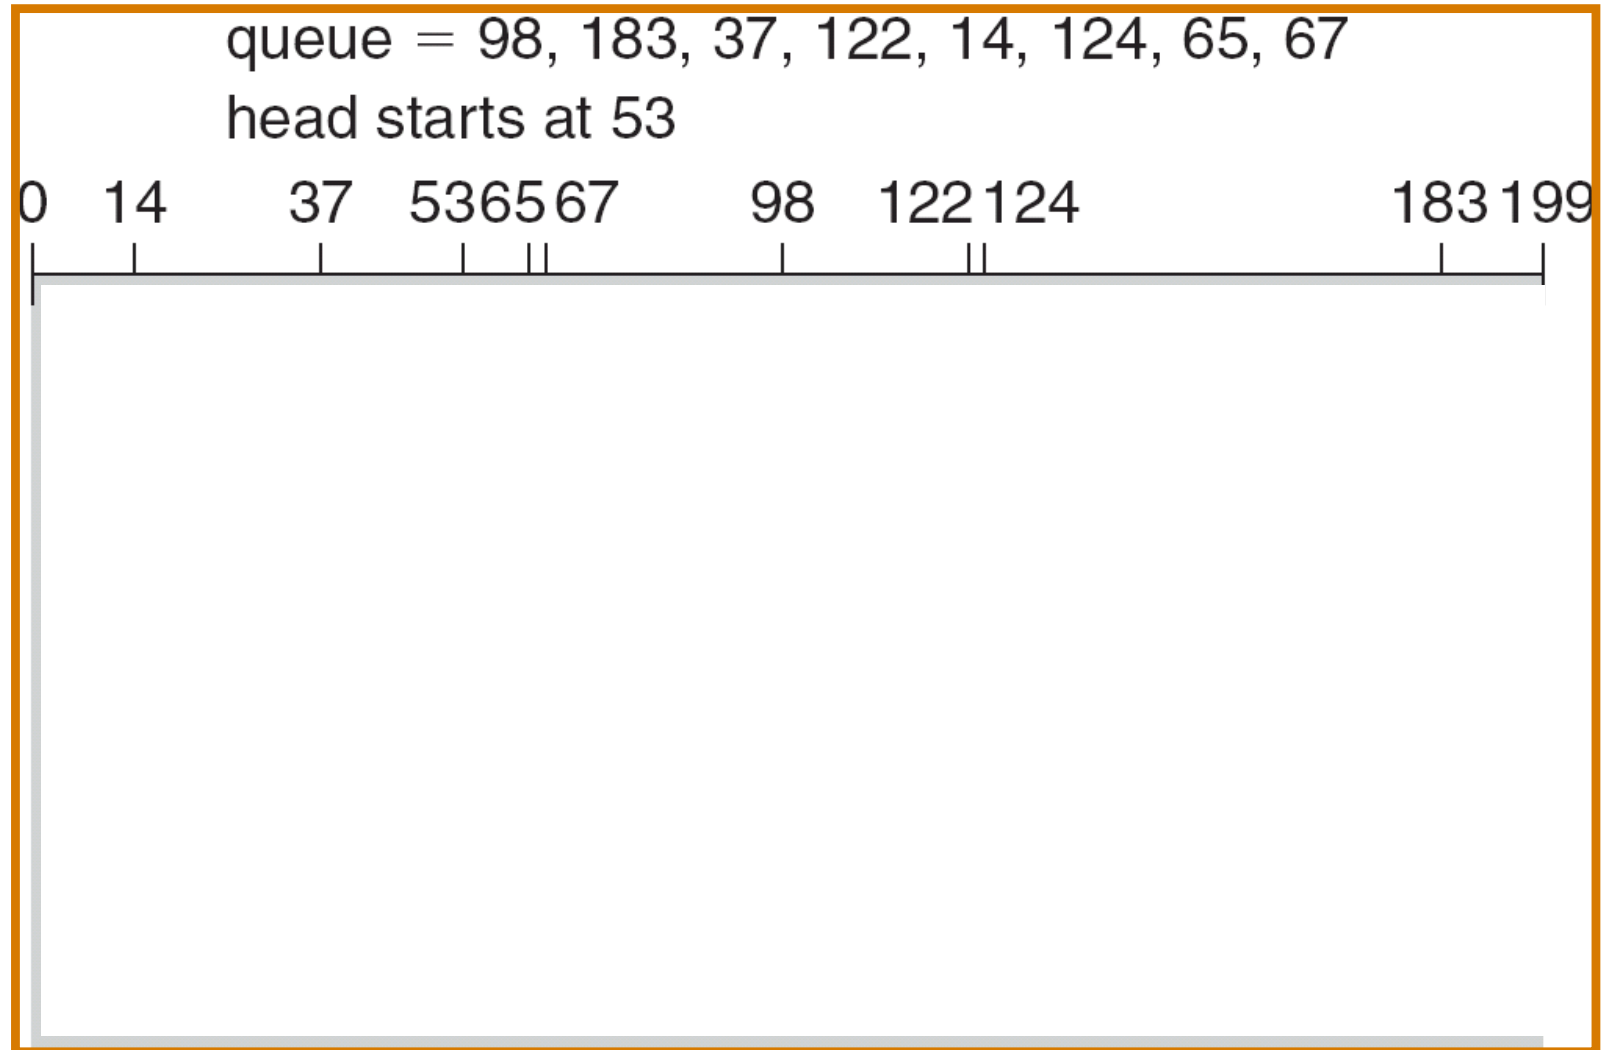 queue = 98, 183, 37, 122, 14, 124, 65, 67
head starts at 53
0 14 37 53 65 67 98 122 124 183 199